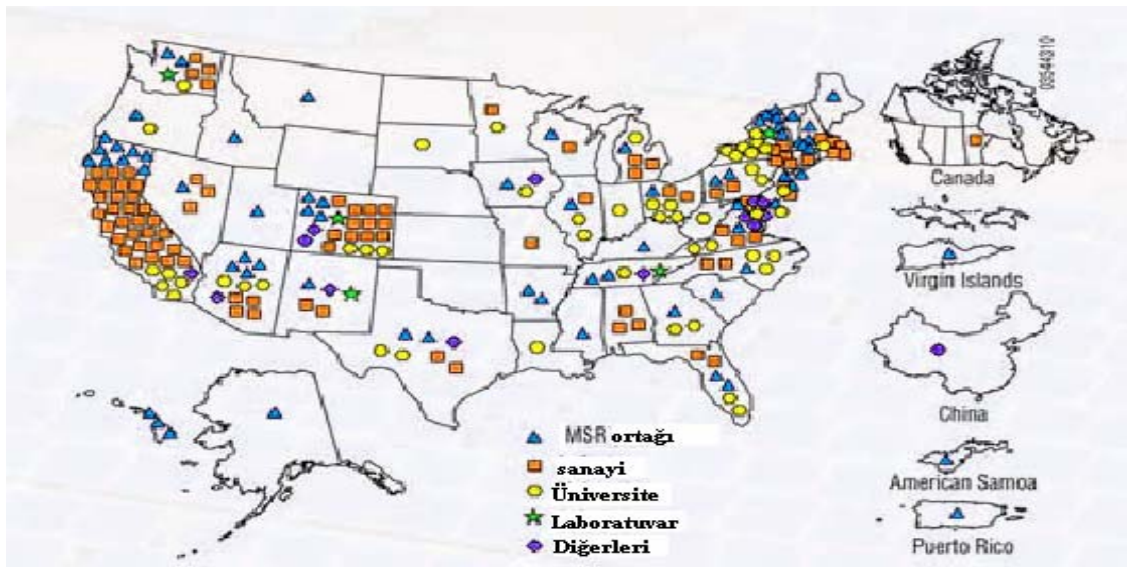 Canada
Virgin Islands
China
American Samoa
Puerto Rico
MSR ortağı
sanayi
Üniversite
Laboratuvar
Diğerleri